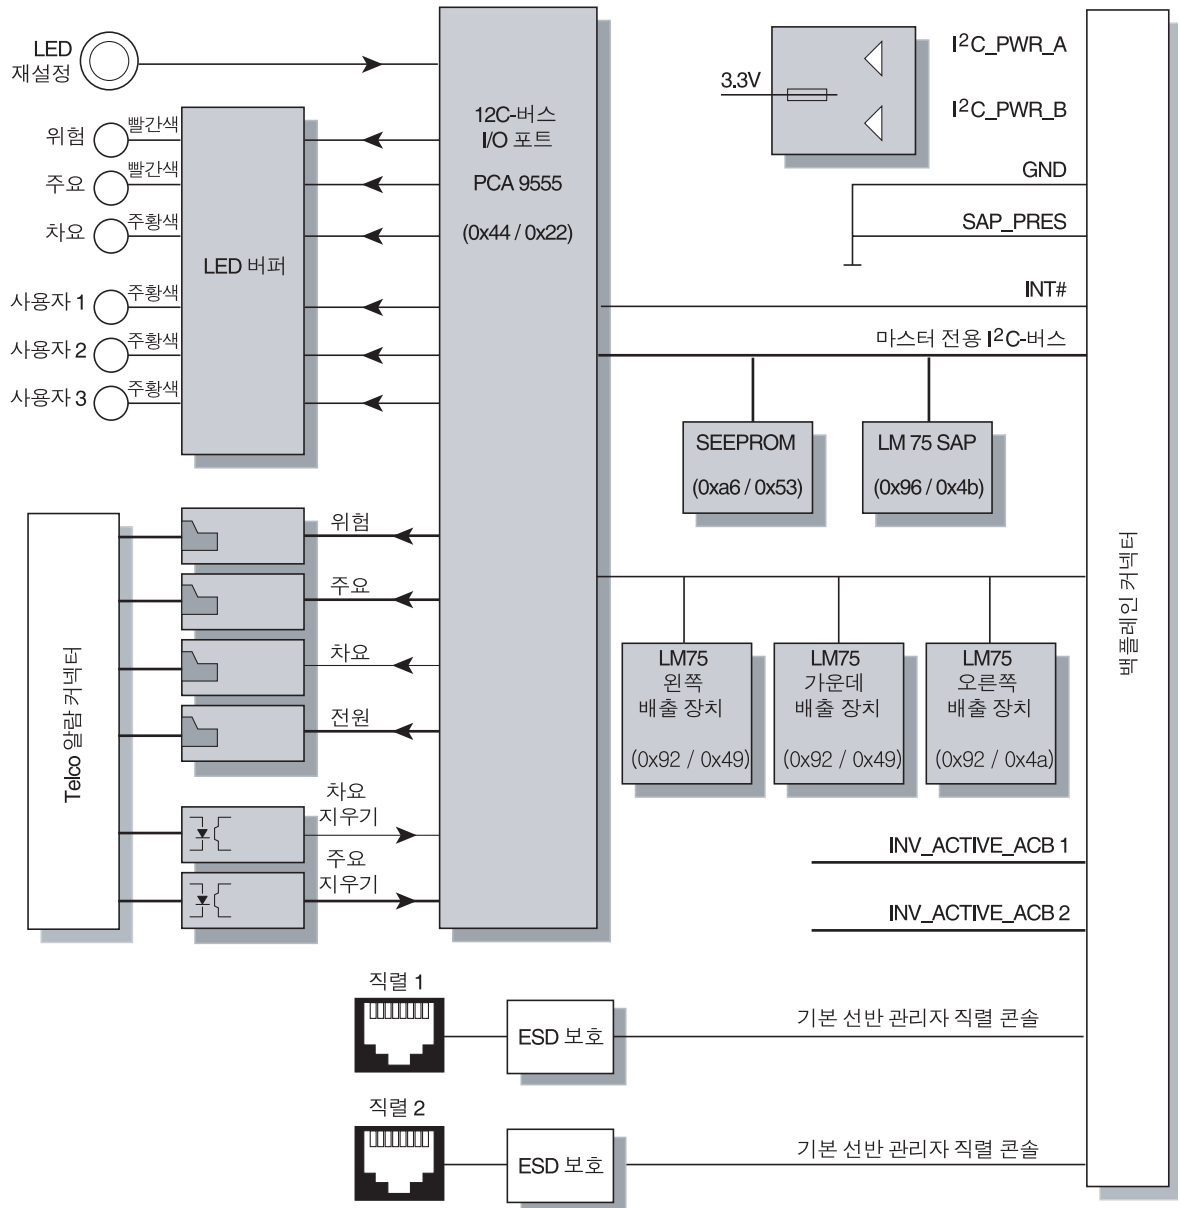 LED
재설정
위험
빨간색
주요
빨간색
차요
주황색
사용자 1
주황색
사용자 2
주황색
사용자 3
주황색
LED 버퍼
12C-버스
I/O 포트
PCA 9555
(0x44 / 0x22)
3.3V
I²C_PWR_A
I²C_PWR_B
GND
SAP_PRES
INT#
마스터 전용 I²C-버스
SEEPROM
(0xa6 / 0x53)
LM 75 SAP
(0x96 / 0x4b)
백플레인 커넥터
Telco 알람 커넥터
위험
주요
차요
전원
차요
지우기
주요
지우기
LM75
왼쪽
배출 장치
(0x92 / 0x49)
LM75
가운데
배출 장치
(0x92 / 0x49)
LM75
오른쪽
배출 장치
(0x92 / 0x4a)
INV_ACTIVE_ACB 1
INV_ACTIVE_ACB 2
직렬 1
ESD 보호
기본 선반 관리자 직렬 콘솔
직렬 2
ESD 보호
기본 선반 관리자 직렬 콘솔